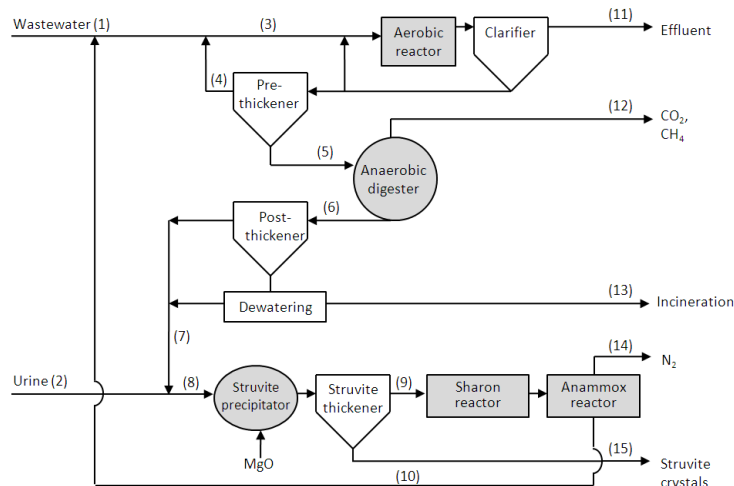 Wastewater (1)
(3)
Aerobic
reactor
Clarifier
(11)
Effluent
(4)
Pre-
thickener
(12)
CO₂,
CH₄
(5)
Anaerobic
digester
(6)
Post-
thickener
Dewatering
(13)
Incineration
(7)
(14)
N₂
Urine (2)
(8)
Struvite
precipitator
Struvite
thickener
(9)
Sharon
reactor
Anammox
reactor
MgO
(10)
(15)
Struvite
crystals